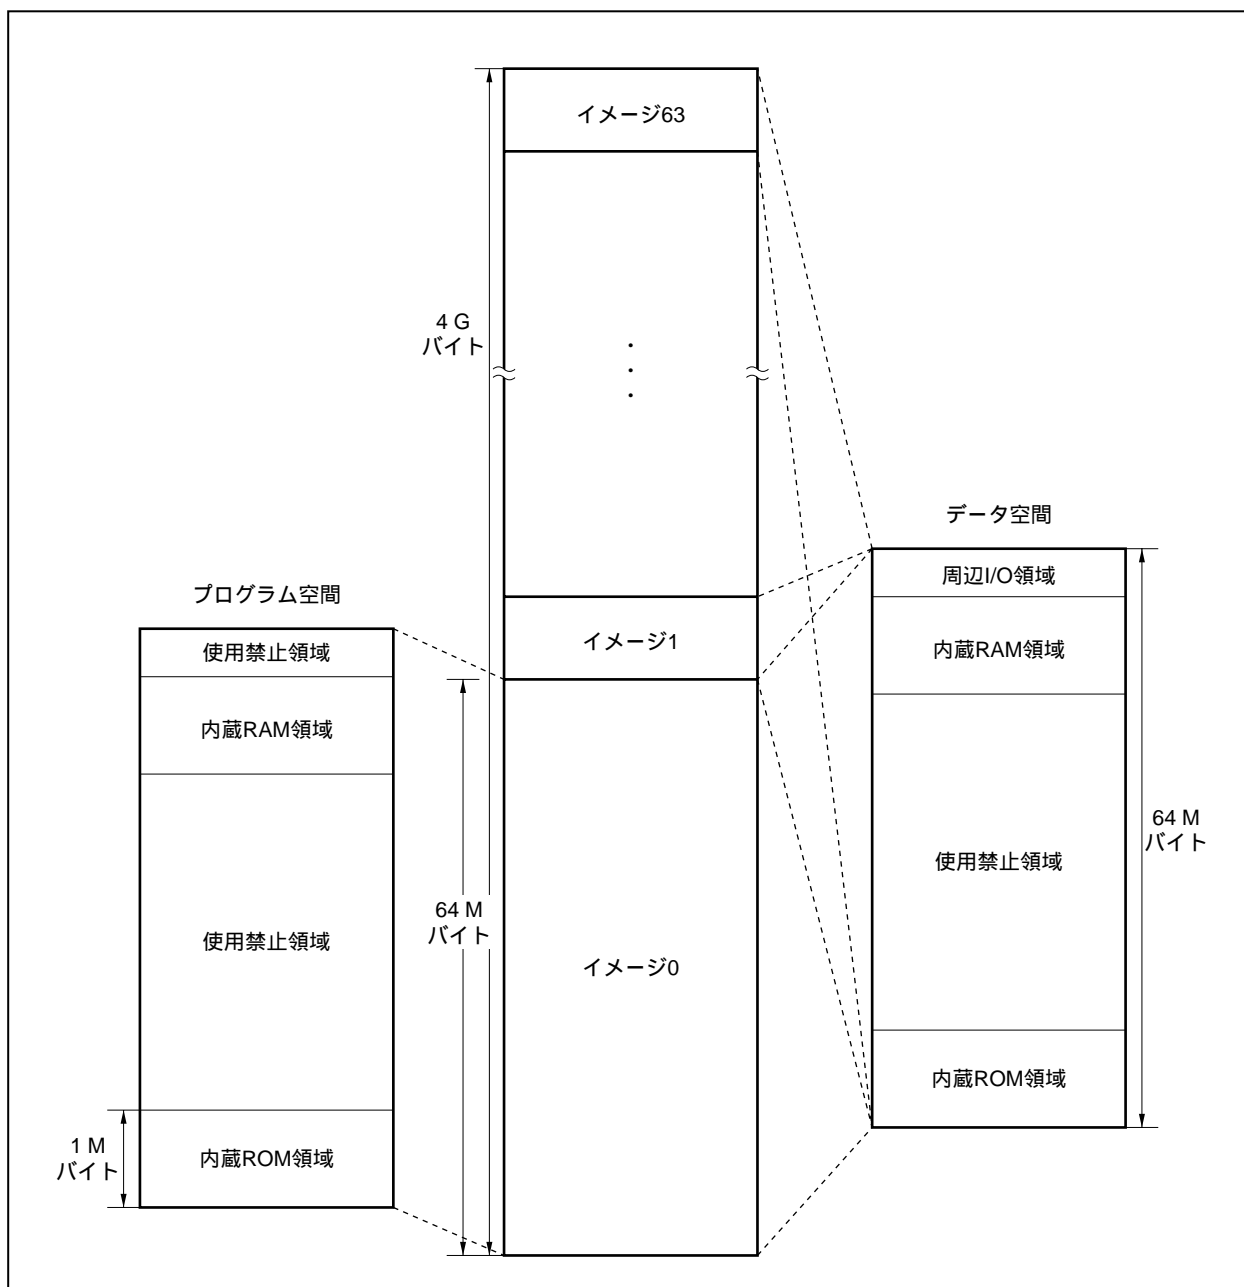 イメージ63
4 G
バイト
・
・
・
データ空間
周辺I/O領域
プログラム空間
イメージ1
使用禁止領域
内蔵RAM領域
内蔵RAM領域
64 M
バイト
使用禁止領域
64 M
バイト
使用禁止領域
イメージ0
内蔵ROM領域
1 M
バイト
内蔵ROM領域